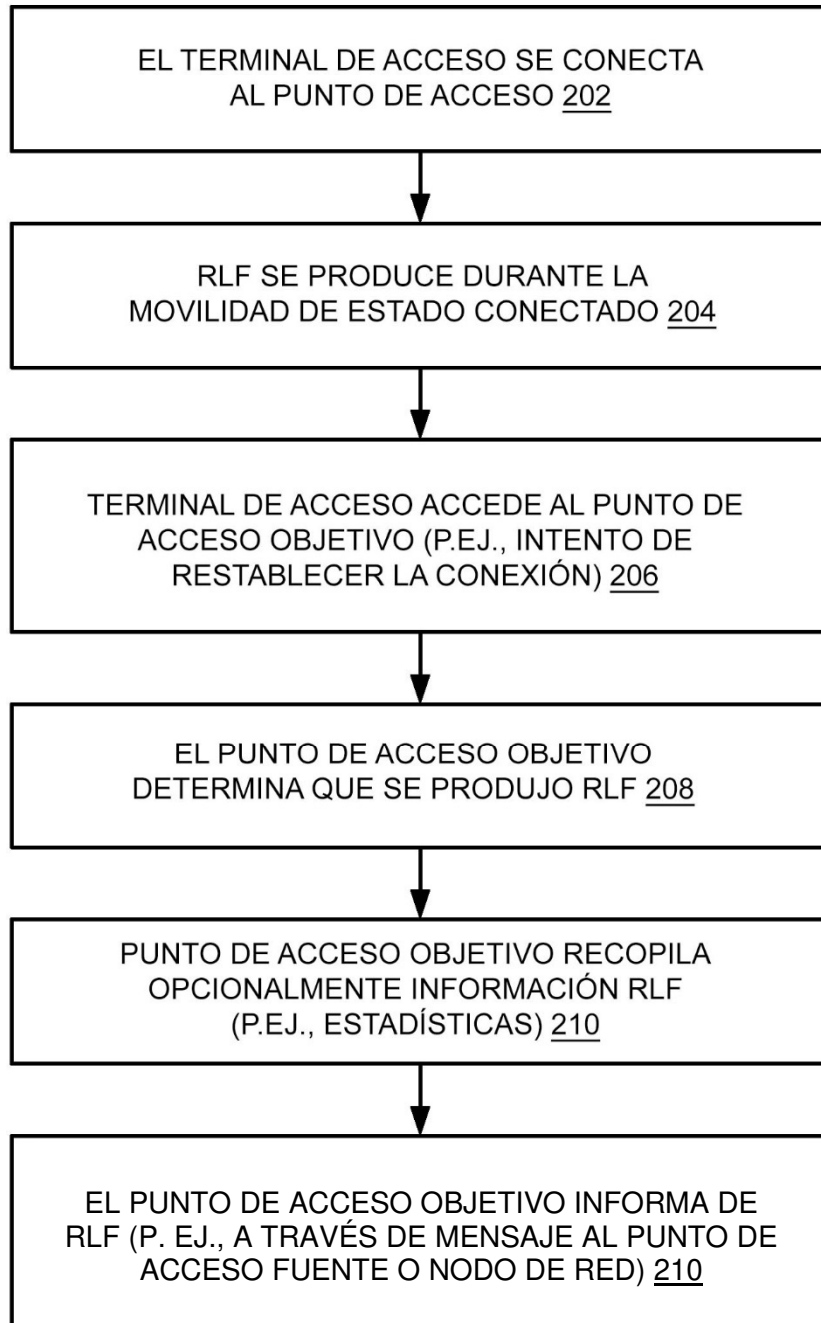 EL TERMINAL DE ACCESO SE CONECTA
AL PUNTO DE ACCESO 202
RLF SE PRODUCE DURANTE LA
MOVILIDAD DE ESTADO CONECTADO 204
TERMINAL DE ACCESO ACCEDE AL PUNTO DE
ACCESO OBJETIVO (P.EJ., INTENTO DE
RESTABLECER LA CONEXIÓN) 206
EL PUNTO DE ACCESO OBJETIVO
DETERMINA QUE SE PRODUJO RLF 208
PUNTO DE ACCESO OBJETIVO RECOPILA
OPCIONALMENTE INFORMACIÓN RLF
(P.EJ., ESTADÍSTICAS) 210
EL PUNTO DE ACCESO OBJETIVO INFORMA DE
RLF (P. EJ., A TRAVÉS DE MENSAJE AL PUNTO DE
ACCESO FUENTE O NODO DE RED) 210